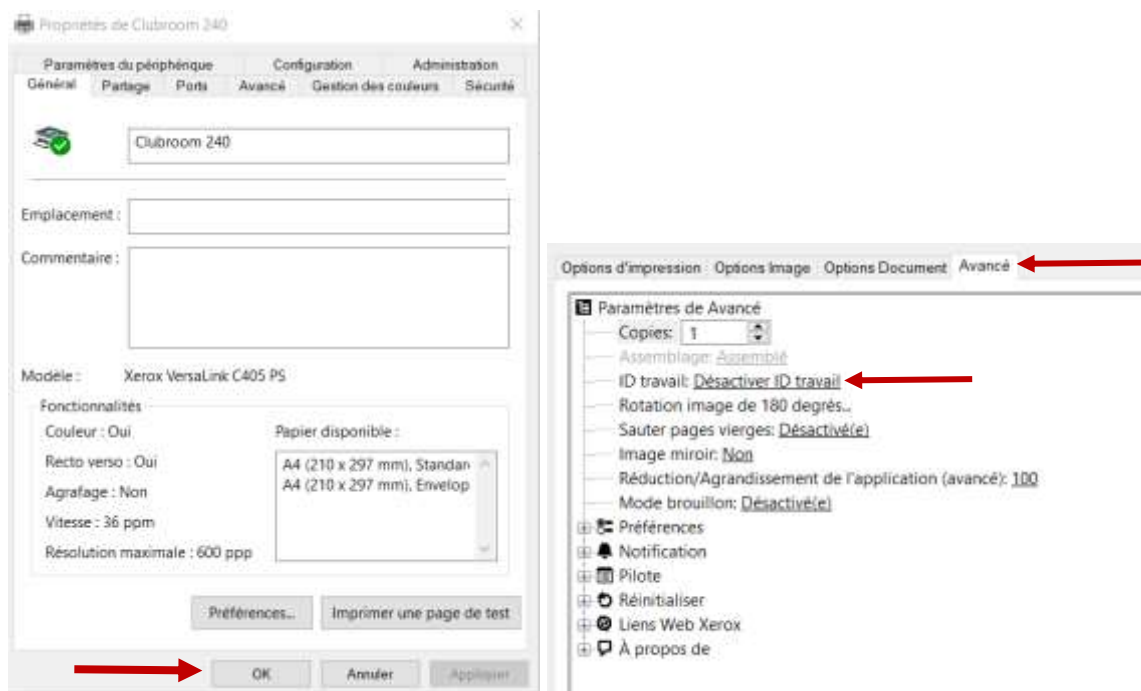 Propriétés de Clubroom 240
Paramètres du périphérique Configuration Administration
Général Partage Ports Avancé Gestion des couleurs Sécurité
Clubroom 240
Emplacement :
Commentaire :
Modèle : Xerox VersaLink C405 PS
Fonctionnalités
Couleur : Oui
Recto verso : Oui
Agrafage : Non
Vitesse : 36 ppm
Résolution maximale : 600 ppp
Papier disponible :
A4 (210 x 297 mm), Standan
A4 (210 x 297 mm), Envelop
Préférences... Imprimer une page de test
OK Annuler Appliquer
Options d'impression Options Image Options Document Avancé
Paramètres de Avancé
Copies: 1
Assemblage: Assemblé
ID travail: Désactiver ID travail
Rotation image de 180 degrés..
Sauter pages vierges: Désactivé(e)
Image miroir: Non
Réduction/Agrandissement de l'application (avancé): 100
Mode brouillon: Désactivé(e)
Préférences
Notification
Pilote
Réinitialiser
Liens Web Xerox
À propos de